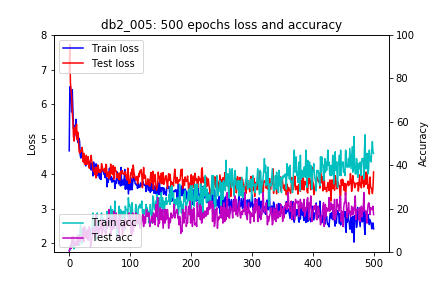 db2_005: 500 epochs loss and accuracy
Train loss
Test loss
Train acc
Test acc
Loss
8
7
6
5
4
3
2
Accuracy
100
80
60
40
20
0
0 100 200 300 400 500